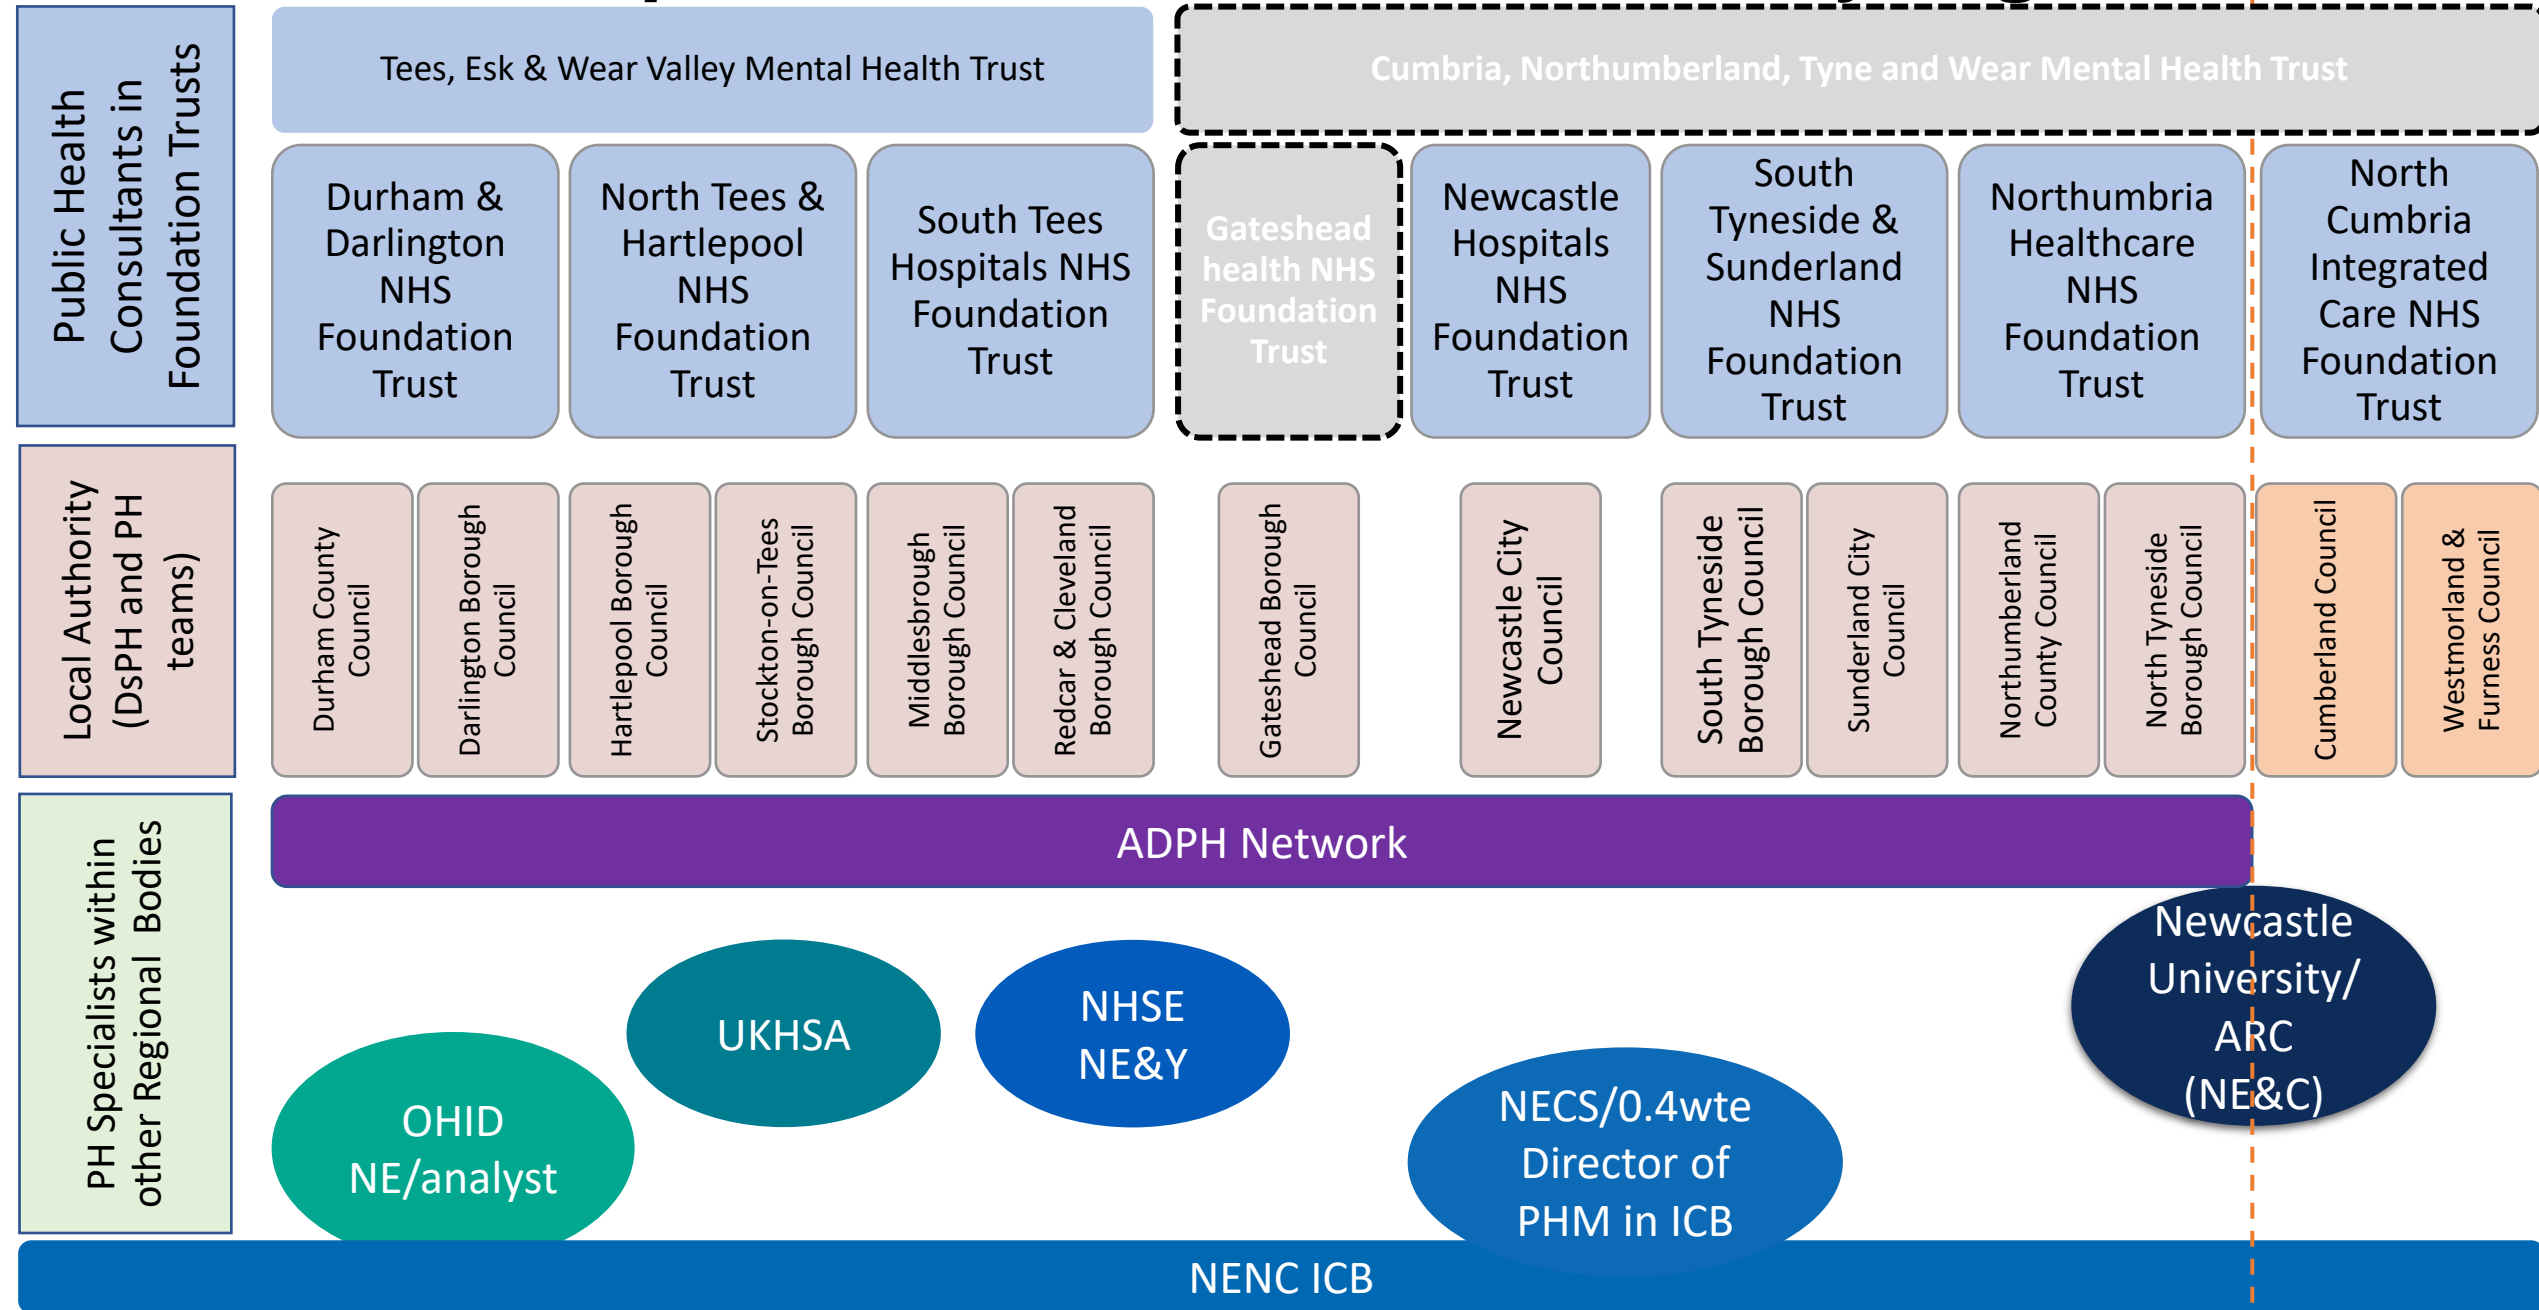 Public Health
Consultants in
Foundation Trusts
Tees, Esk & Wear Valley Mental Health Trust
Cumbria, Northumberland, Tyne and Wear Mental Health Trust
Durham &
Darlington
NHS
Foundation
Trust
North Tees &
Hartlepool
NHS
Foundation
Trust
South Tees
Hospitals NHS
Foundation
Trust
Gateshead
health NHS
Foundation
Trust
Newcastle
Hospitals
NHS
Foundation
Trust
South
Tyneside &
Sunderland
NHS
Foundation
Trust
Northumbria
Healthcare
NHS
Foundation
Trust
North
Cumbria
Integrated
Care NHS
Foundation
Trust
Local Authority
(DsPH and PH
teams)
Durham County
Council
Darlington Borough
Council
Hartlepool Borough
Council
Stockton-on-Tees
Borough Council
Middlesbrough
Borough Council
Redcar & Cleveland
Borough Council
Gateshead Borough
Council
Newcastle City
Council
South Tyneside
Borough Council
Sunderland City
Council
Northumberland
County Council
North Tyneside
Borough Council
Cumberland Council
Westmorland &
Furness Council
PH Specialists within
other Regional Bodies
ADPH Network
OHID
NE/analyst
UKHSA
NHSE
NE&Y
NECS/0.4wte
Director of
PHM in ICB
Newcastle
University/
ARC
(NE&C)
NENC ICB